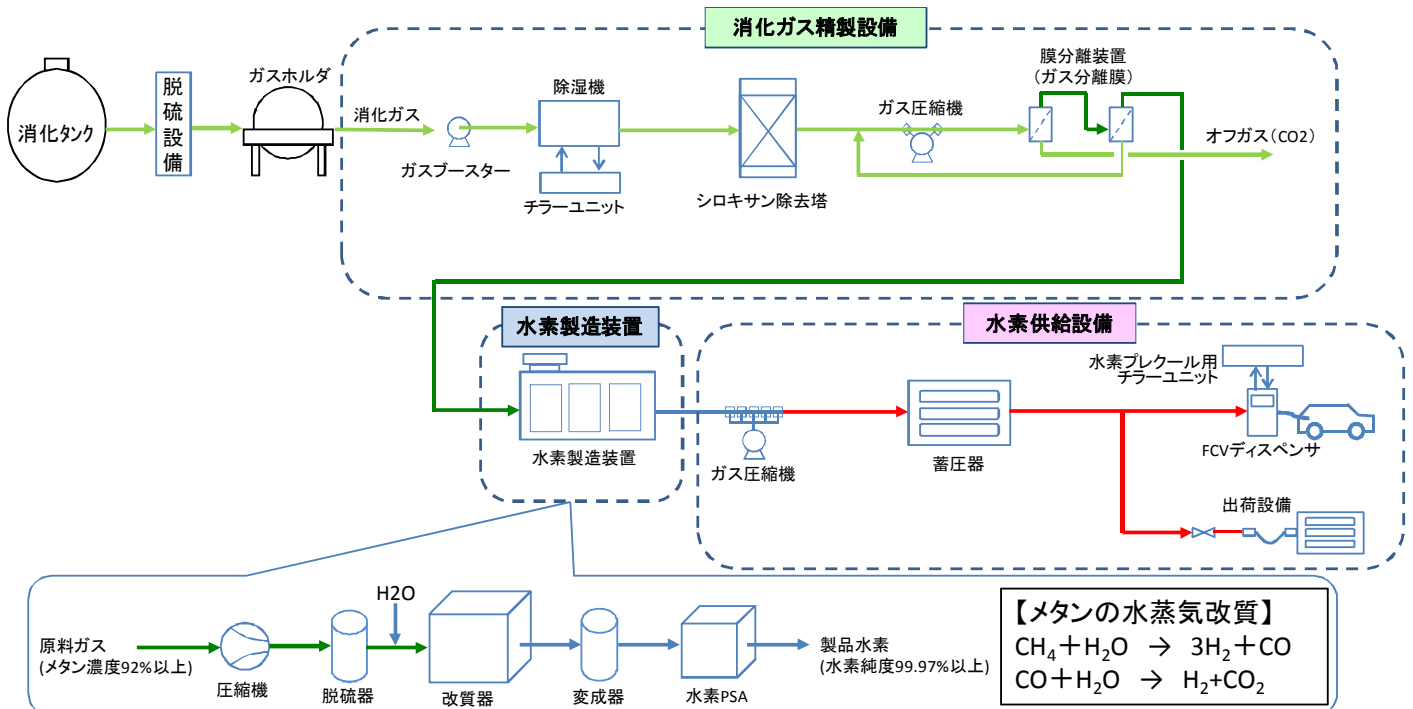 消化ガス精製設備
消化タンク
脱硫設備
ガスホルダ
消化ガス
ガスブースター
除湿機
チラーユニット
シロキサン除去塔
ガス圧縮機
膜分離装置
(ガス分離膜)
オフガス(CO2)
水素製造装置
水素製造装置
水素供給設備
ガス圧縮機
蓄圧器
水素プレクール用
チラーユニット
FCVディスペンサ
出荷設備
原料ガス
(メタン濃度92%以上)
圧縮機
脱硫器
H2O
改質器
変成器
水素PSA
製品水素
(水素純度99.97%以上)
【メタンの水蒸気改質】
CH₄+H₂O → 3H₂+CO
CO+H₂O → H₂+CO₂